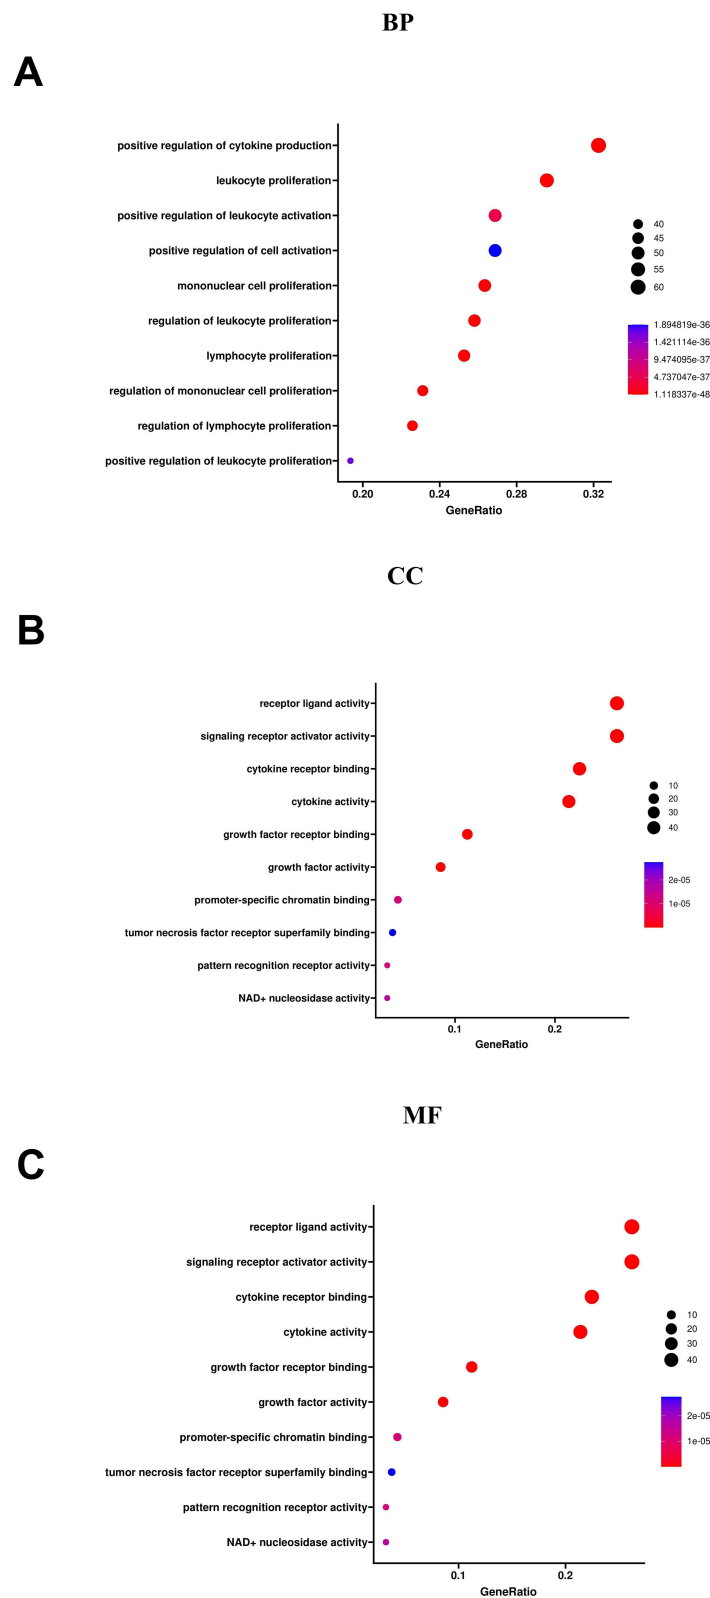 BP
A
positive regulation of cytokine production
leukocyte proliferation
positive regulation of leukocyte activation
positive regulation of cell activation
mononuclear cell proliferation
regulation of leukocyte proliferation
lymphocyte proliferation
regulation of mononuclear cell proliferation
regulation of lymphocyte proliferation
positive regulation of leukocyte proliferation
0.20 0.24 0.28 0.32
GeneRatio
40
45
50
55
60
1.894819e-36
1.421114e-36
9.474095e-37
4.737047e-37
1.118337e-48
CC
B
receptor ligand activity
signaling receptor activator activity
cytokine receptor binding
cytokine activity
growth factor receptor binding
growth factor activity
promoter-specific chromatin binding
tumor necrosis factor receptor superfamily binding
pattern recognition receptor activity
NAD+ nucleosidase activity
0.1 0.2
GeneRatio
10
20
30
40
2e-05
1e-05
MF
C
receptor ligand activity
signaling receptor activator activity
cytokine receptor binding
cytokine activity
growth factor receptor binding
growth factor activity
promoter-specific chromatin binding
tumor necrosis factor receptor superfamily binding
pattern recognition receptor activity
NAD+ nucleosidase activity
0.1 0.2
GeneRatio
10
20
30
40
2e-05
1e-05